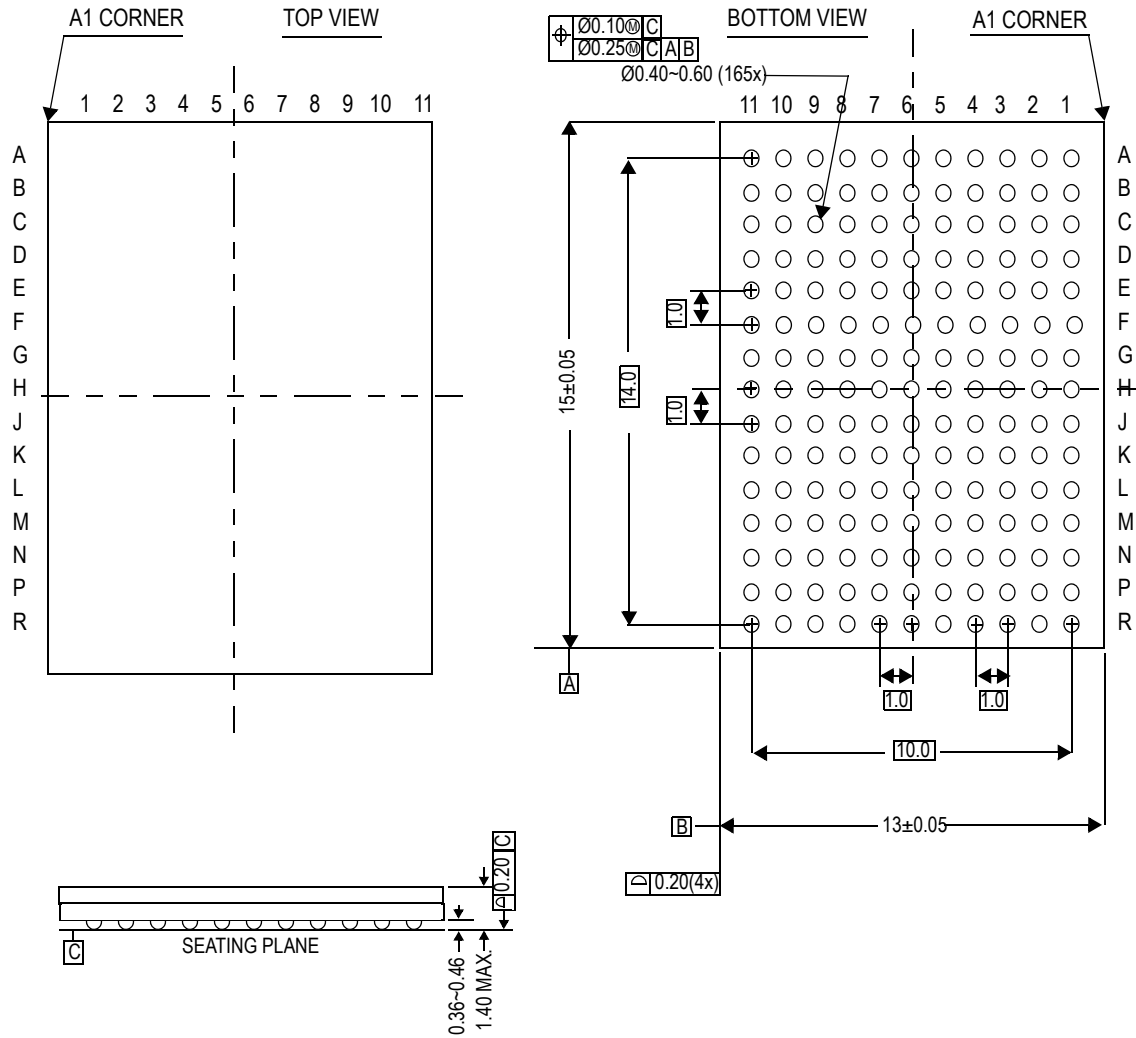 A1 CORNER
TOP VIEW
1 2 3 4 5 6 7 8 9 10 11
A
B
C
D
E
F
G
H
J
K
L
M
N
P
R
Ø0.10Ⓜ C
Ø0.25Ⓜ C A B
Ø0.40~0.60 (165x)
BOTTOM VIEW
A1 CORNER
11 10 9 8 7 6 5 4 3 2 1
A
B
C
D
E
F
G
H
J
K
L
M
N
P
R
1.0
1.0
14.0
15±0.05
A
1.0
1.0
10.0
B
13±0.05
0.20(4x)
0.20 C
C
SEATING PLANE
0.36~0.46
1.40 MAX.